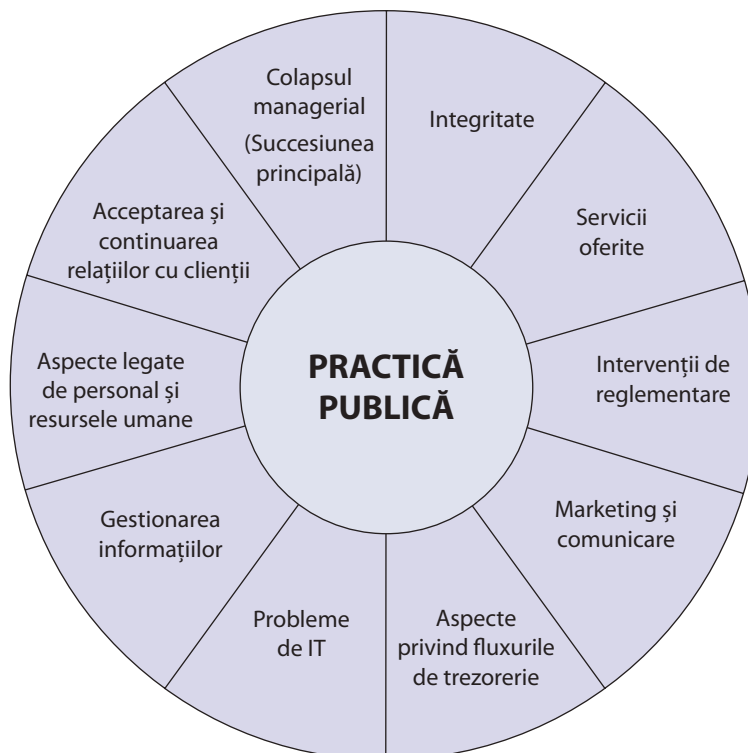 Colapsul
managerial
(Succesiunea
principală)
Integritate
Servicii
oferite
Intervenții de
reglementare
Marketing și
comunicare
Aspecte
privind fluxurile
de trezorerie
Probleme
de IT
Gestionarea
informațiilor
Aspecte legate
de personal și
resursele umane
Acceptarea și
continuarea
relațiilor cu clienții
PRACTICĂ
PUBLICĂ